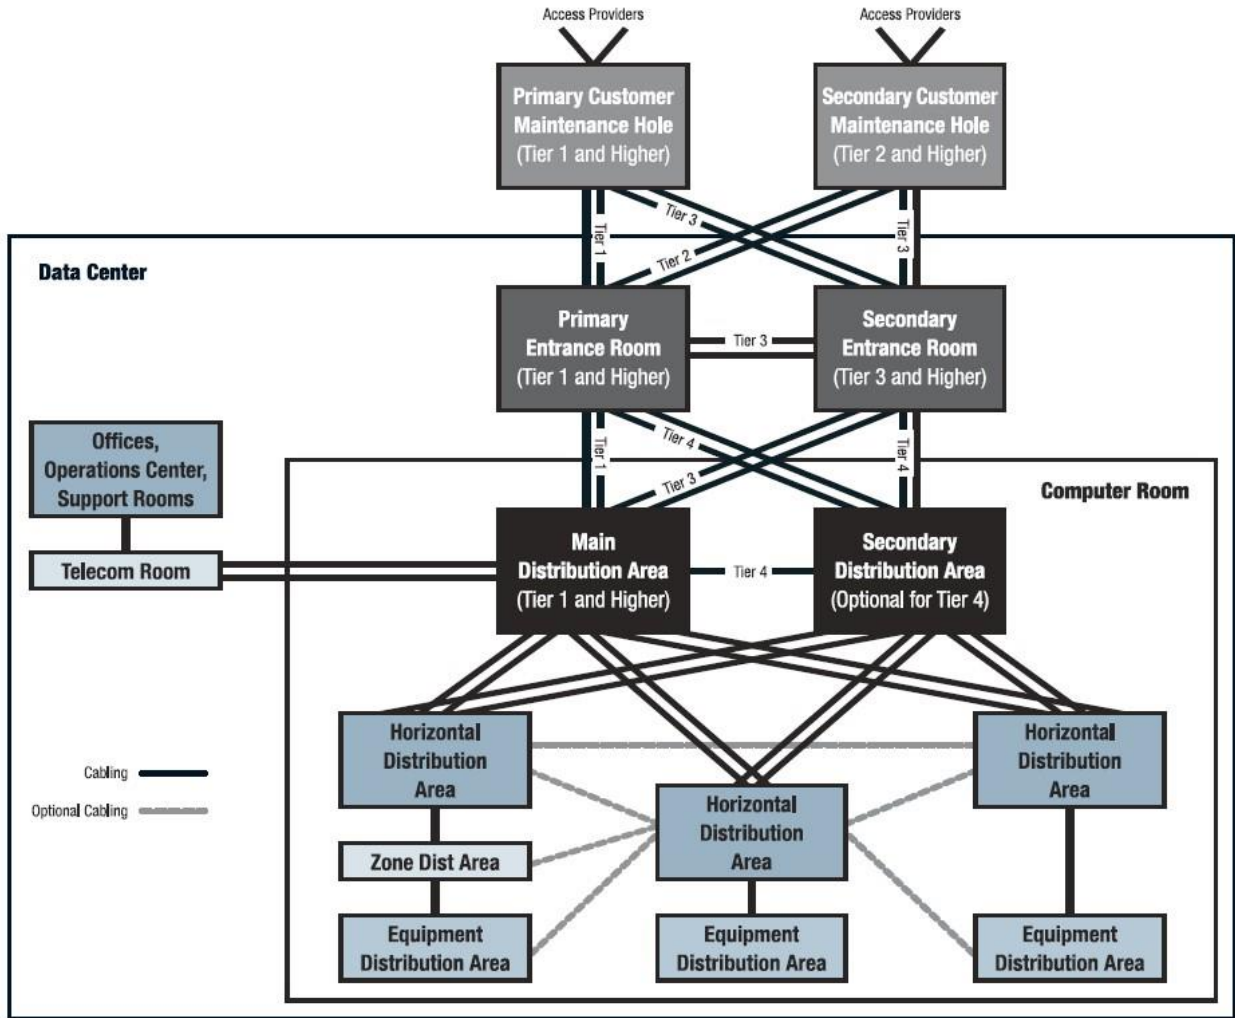 Access Providers
Access Providers
Primary Customer
Maintenance Hole
(Tier 1 and Higher)
Secondary Customer
Maintenance Hole
(Tier 2 and Higher)
Tier 1
Tier 3
Tier 2
Tier 3
Data Center
Primary
Entrance Room
(Tier 1 and Higher)
Tier 3
Secondary
Entrance Room
(Tier 3 and Higher)
Tier 1
Tier 4
Tier 3
Tier 4
Offices,
Operations Center,
Support Rooms
Telecom Room
Computer Room
Main
Distribution Area
(Tier 1 and Higher)
Tier 4
Secondary
Distribution Area
(Optional for Tier 4)
Horizontal
Distribution
Area
Horizontal
Distribution
Area
Horizontal
Distribution
Area
Cabling
Optional Cabling
Zone Dist Area
Equipment
Distribution Area
Equipment
Distribution Area
Equipment
Distribution Area